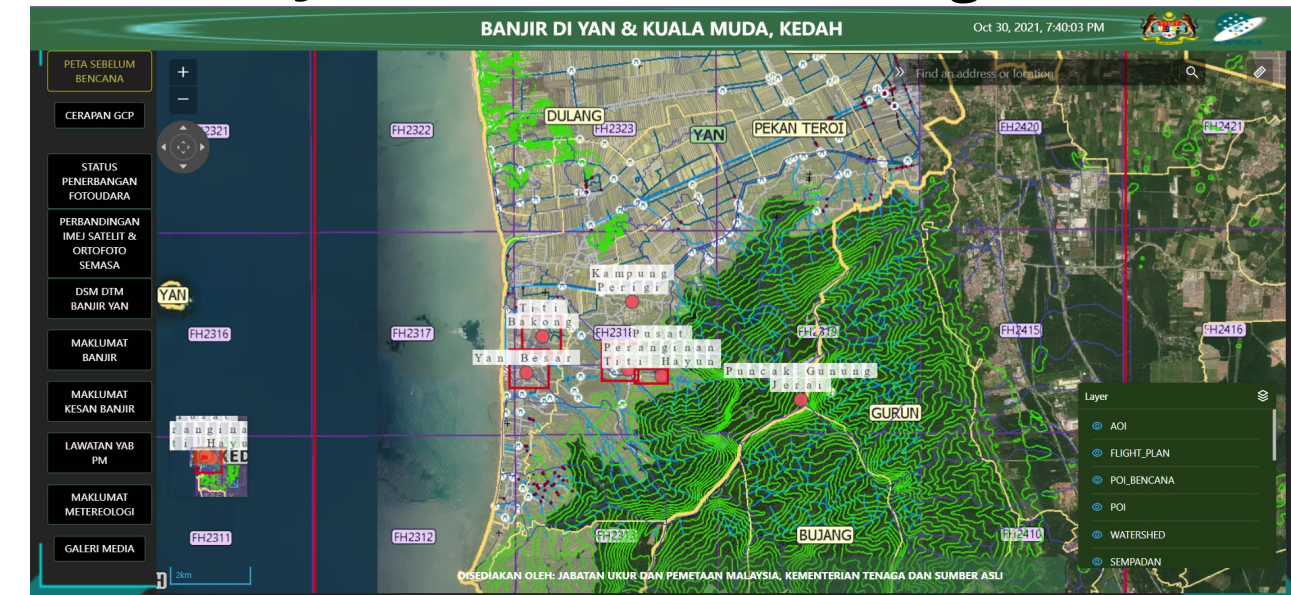 BANJIR DI YAN & KUALA MUDA, KEDAH
Oct 30, 2021, 7:40:03 PM
PETA SEBELUM
BENCANA
CERAPAN GCP
STATUS
PENERBANGAN
FOTOUDARA
PERBANDINGAN
IMEJ SATELIT &
ORTOFOTO
SEMASA
DSM DTM
BANJIR YAN
MAKLUMAT
BANJIR
MAKLUMAT
KESAN BANJIR
LAWATAN YAB
PM
MAKLUMAT
METEREOLOGI
GALERI MEDIA
+
−
Find an address or location
DULANG
YAN
PEKAN TEROI
FH2322
FH2323
FH2420
FH2421
Kampung
Perigi
YAN
Titi
Bakong
FH2316
FH2317
FH2318
FH2319
FH2415
FH2416
Pusat
Peranginan
Titi Hayun
Yan Besar
Puncak Gunung
Jerai
GURUN
BUJANG
FH2311
FH2312
FH2313
FH2410
2km
Layer
AOI
FLIGHT_PLAN
POI_BENCANA
POI
WATERSHED
SEMPADAN
DISEDIAKAN OLEH: JABATAN UKUR DAN PEMETAAN MALAYSIA, KEMENTERIAN TENAGA DAN SUMBER ASLI